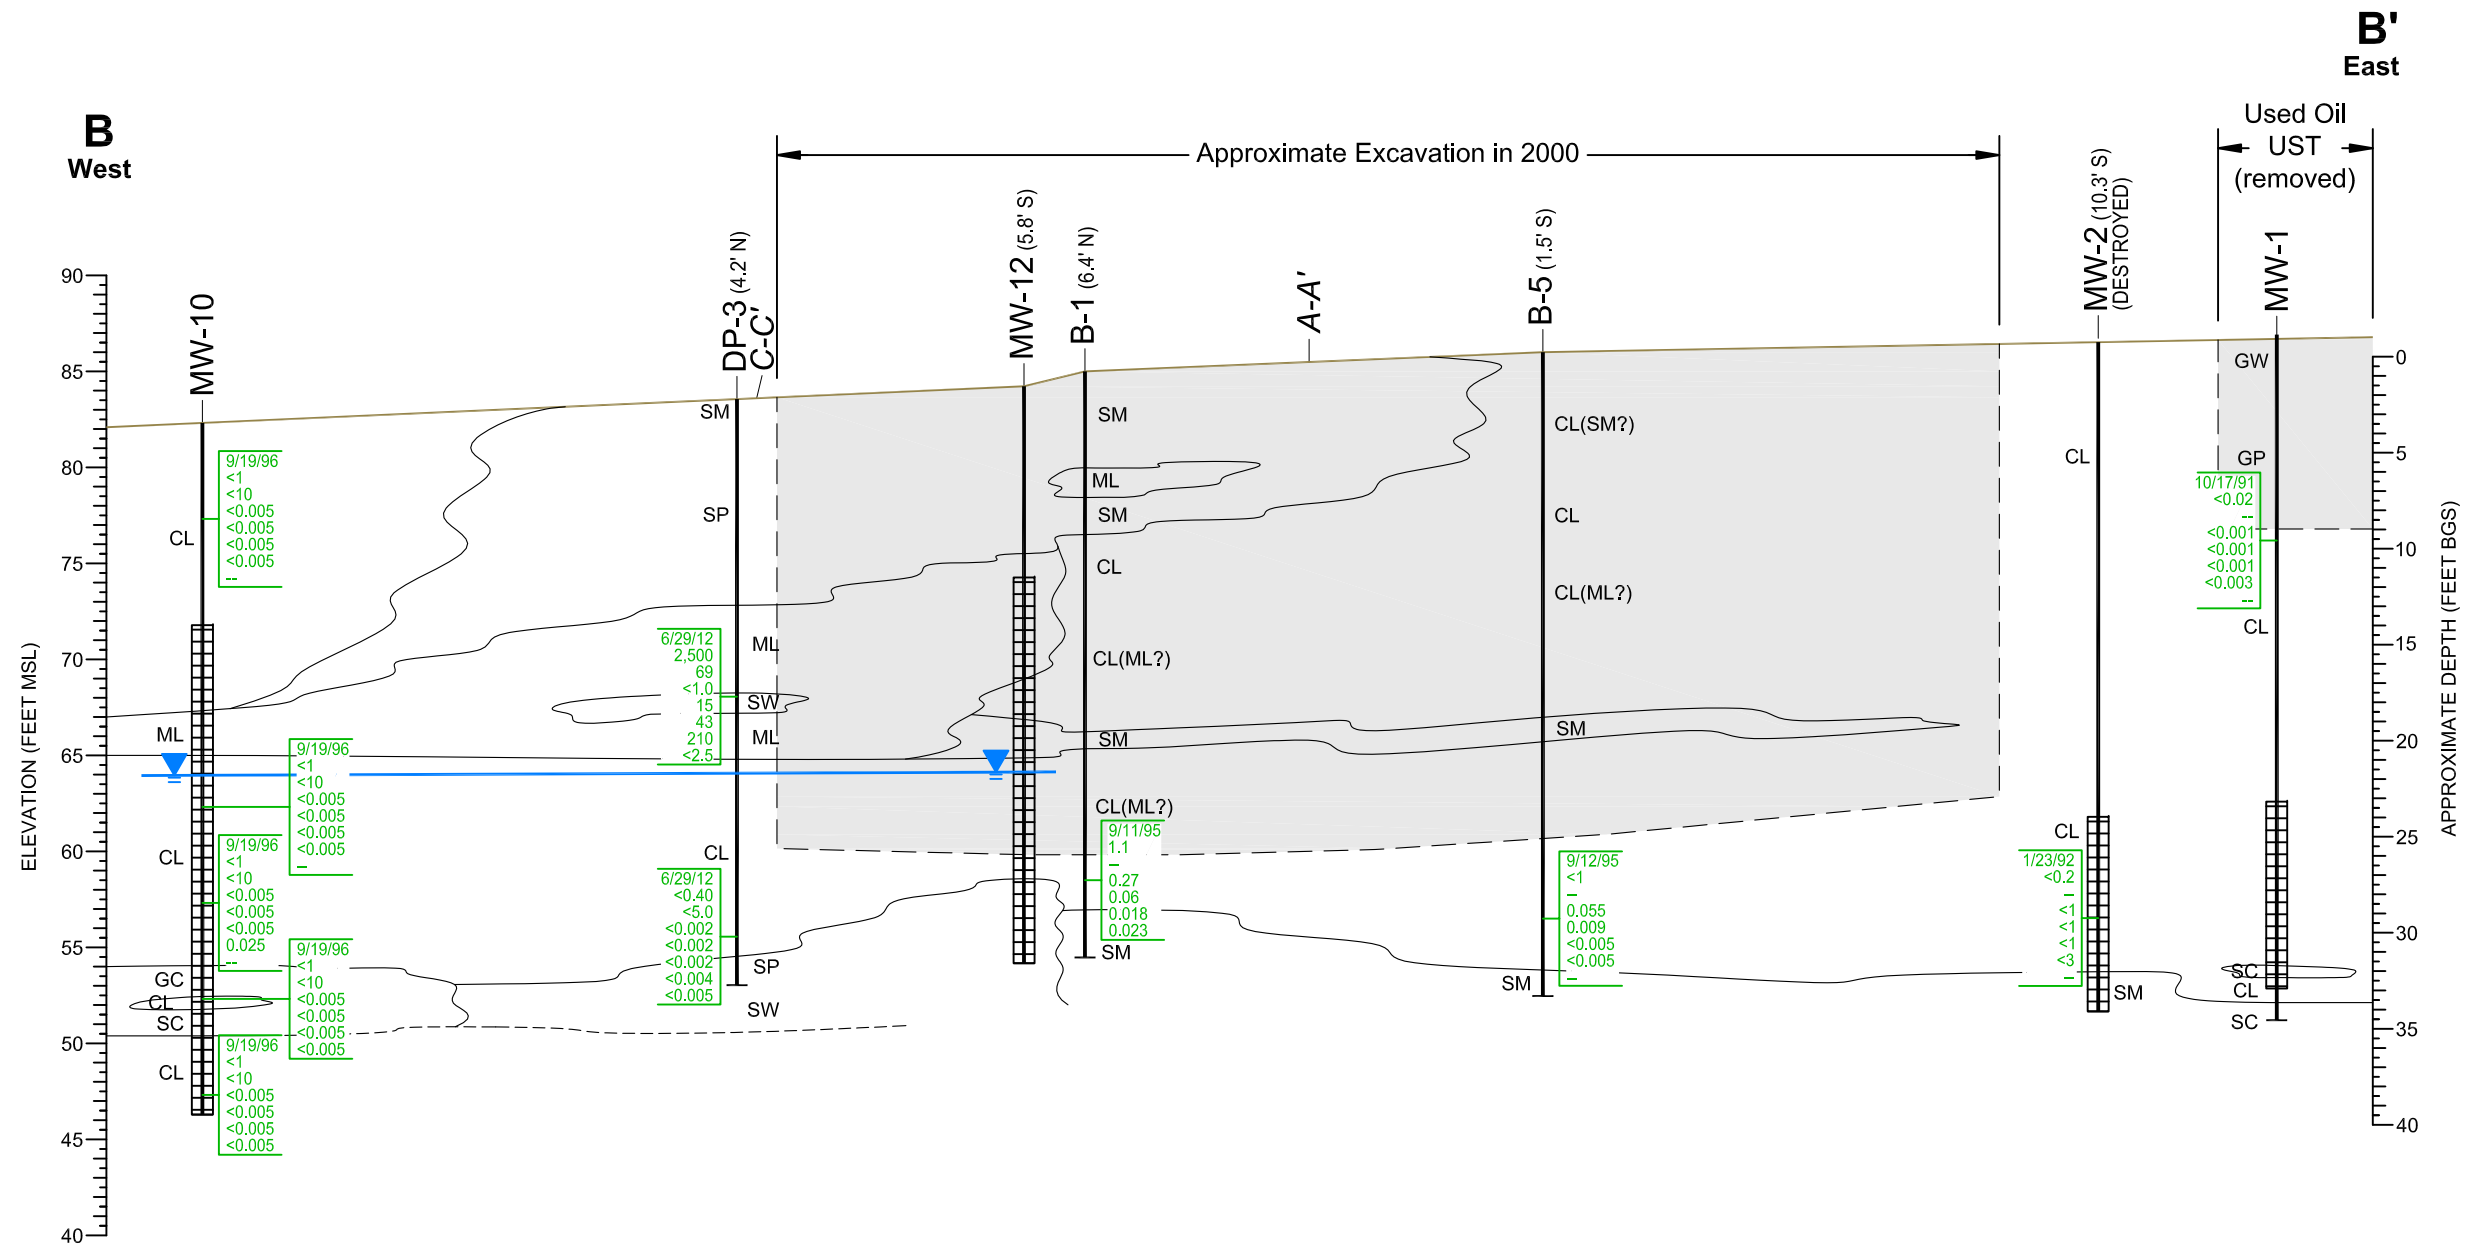 B
West
B'
East
Approximate Excavation in 2000
Used Oil
UST
(removed)
MW-10
DP-3 (4.2' N)
C-C'
MW-12 (5.8' S)
B-1 (6.4' N)
A-A'
B-5 (1.5' S)
MW-2 (10.3' S)
(DESTROYED)
MW-1
ELEVATION (FEET MSL)
90
85
80
75
70
65
60
55
50
45
40
CL
ML
CL
GC
CL
SC
CL
9/19/96
<1
<10
<0.005
<0.005
<0.005
<0.005
--
9/19/96
<1
<10
<0.005
<0.005
<0.005
<0.005
–
9/19/96
<1
<10
<0.005
<0.005
<0.005
0.025
--
9/19/96
<1
<10
<0.005
<0.005
<0.005
<0.005
9/19/96
<1
<10
<0.005
<0.005
<0.005
<0.005
SM
SP
ML
SW
ML
CL
SP
SW
6/29/12
2,500
69
<1.0
15
43
210
<2.5
6/29/12
<0.40
<5.0
<0.002
<0.002
<0.002
<0.004
<0.005
SM
ML
SM
CL
CL(ML?)
SM
CL(ML?)
9/11/95
1.1
–
0.27
0.06
0.018
0.023
SM
CL(SM?)
CL
CL(ML?)
SM
9/12/95
<1
–
0.055
0.009
<0.005
<0.005
–
SM
CL
CL
1/23/92
<0.2
–
<1
<1
<1
<3
–
SM
GW
GP
10/17/91
<0.02
--
<0.001
<0.001
<0.001
<0.003
--
CL
SC
CL
SC
0
5
10
15
20
25
30
35
40
APPROXIMATE DEPTH (FEET BGS)